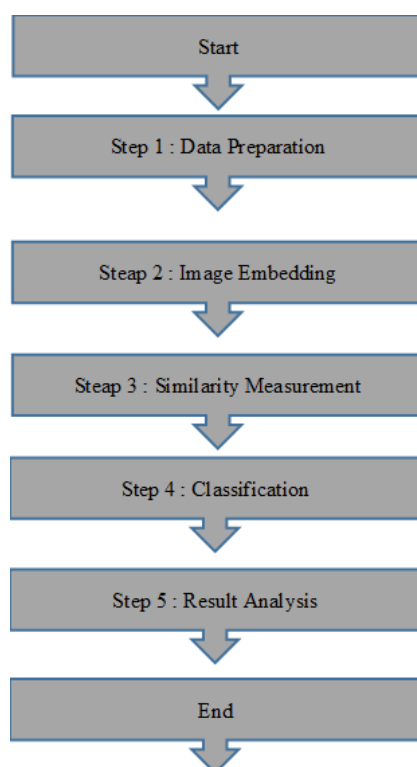 Start
Step 1 : Data Preparation
Steap 2 : Image Embedding
Steap 3 : Similarity Measurement
Step 4 : Classification
Step 5 : Result Analysis
End